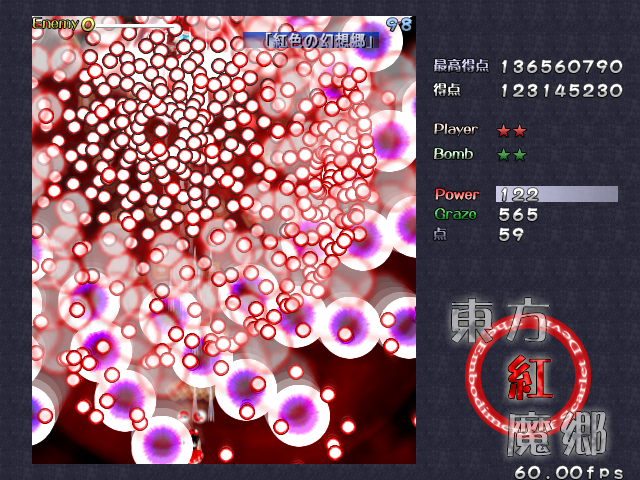 Enemy 98
「紅色の幻想郷」
最高得点 136560790
得点 123145230
Player ★★
Bomb ★★
Power 122
Graze 565
点 59
東方
紅
魔郷
60.00fps